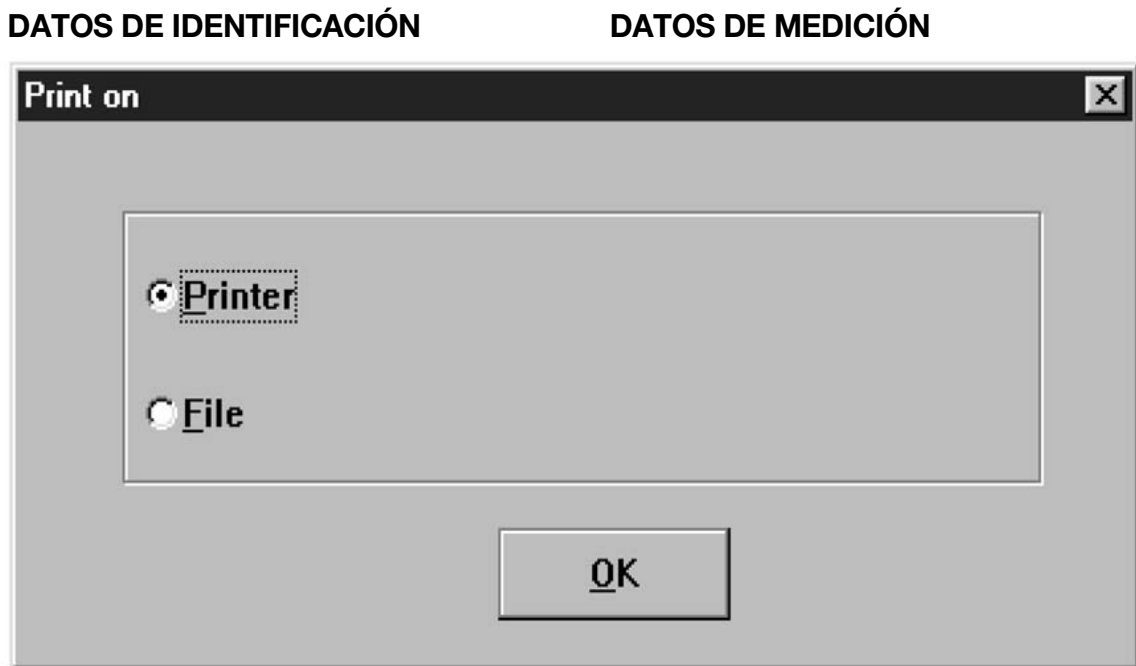 DATOS DE IDENTIFICACIÓN DATOS DE MEDICIÓN
Print on
Printer
File
OK